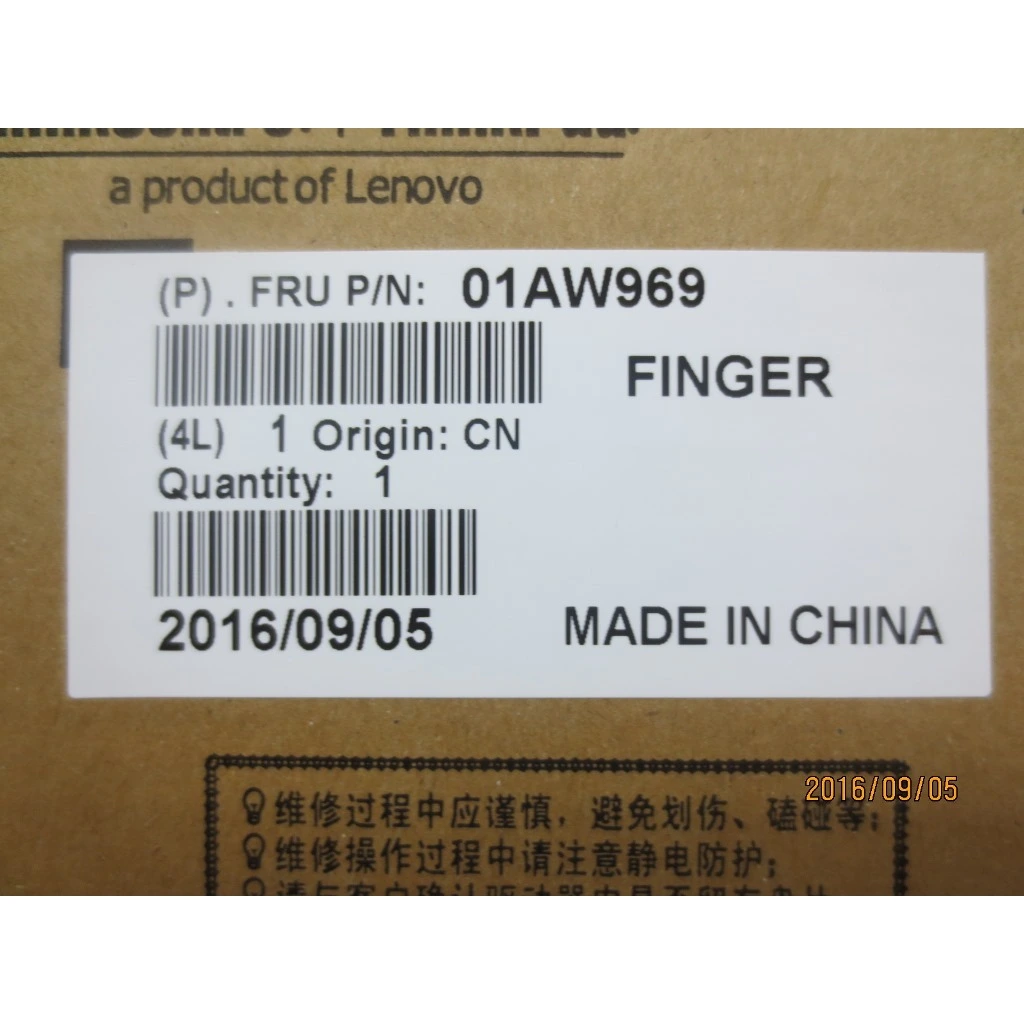 a product of Lenovo
(P) . FRU P/N: 01AW969
FINGER
(4L) 1 Origin: CN
Quantity: 1
2016/09/05
MADE IN CHINA
2016/09/05
维修过程中应谨慎，避免划伤、磕碰等；
维修操作过程中请注意静电防护；